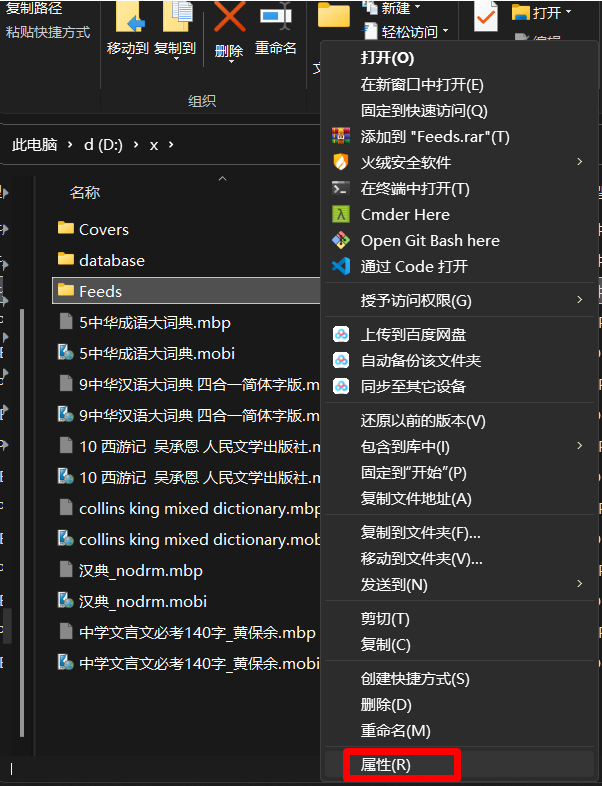 复制路径
粘贴快捷方式
移动到
复制到
删除
重命名
组织
新建
轻松访问
打开
编辑
此电脑 › d (D:) › x ›
名称
Covers
database
Feeds
5中华成语大词典.mbp
5中华成语大词典.mobi
9中华汉语大词典 四合一简体字版.m
9中华汉语大词典 四合一简体字版.m
10 西游记 吴承恩 人民文学出版社.m
10 西游记 吴承恩 人民文学出版社.m
collins king mixed dictionary.mbp
collins king mixed dictionary.mob
汉典_nodrm.mbp
汉典_nodrm.mobi
中学文言文必考140字_黄保余.mbp
中学文言文必考140字_黄保余.mobi
打开(O)
在新窗口中打开(E)
固定到快速访问(Q)
添加到 "Feeds.rar"(T)
火绒安全软件
在终端中打开(T)
Cmder Here
Open Git Bash here
通过 Code 打开
授予访问权限(G)
上传到百度网盘
自动备份该文件夹
同步至其它设备
还原以前的版本(V)
包含到库中(I)
固定到“开始”(P)
复制文件地址(A)
复制到文件夹(F)...
移动到文件夹(V)...
发送到(N)
剪切(T)
复制(C)
创建快捷方式(S)
删除(D)
重命名(M)
属性(R)